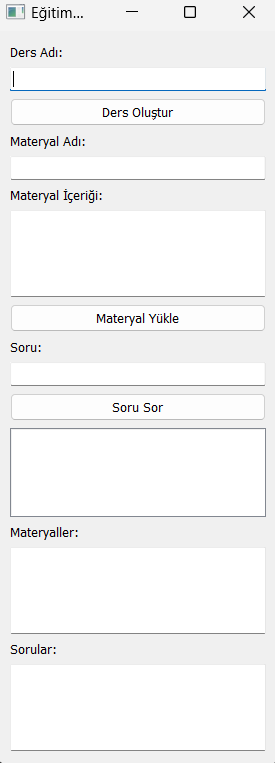 Eğitim...
Ders Adı:
Ders Oluştur
Materyal Adı:
Materyal İçeriği:
Materyal Yükle
Soru:
Soru Sor
Materyaller:
Sorular: